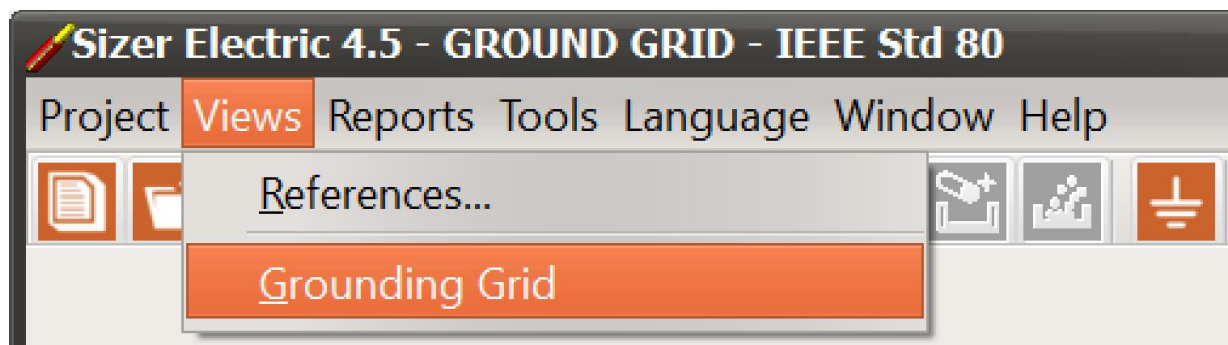 Sizer Electric 4.5 - GROUND GRID - IEEE Std 80
Project Views Reports Tools Language Window Help
References...
Grounding Grid